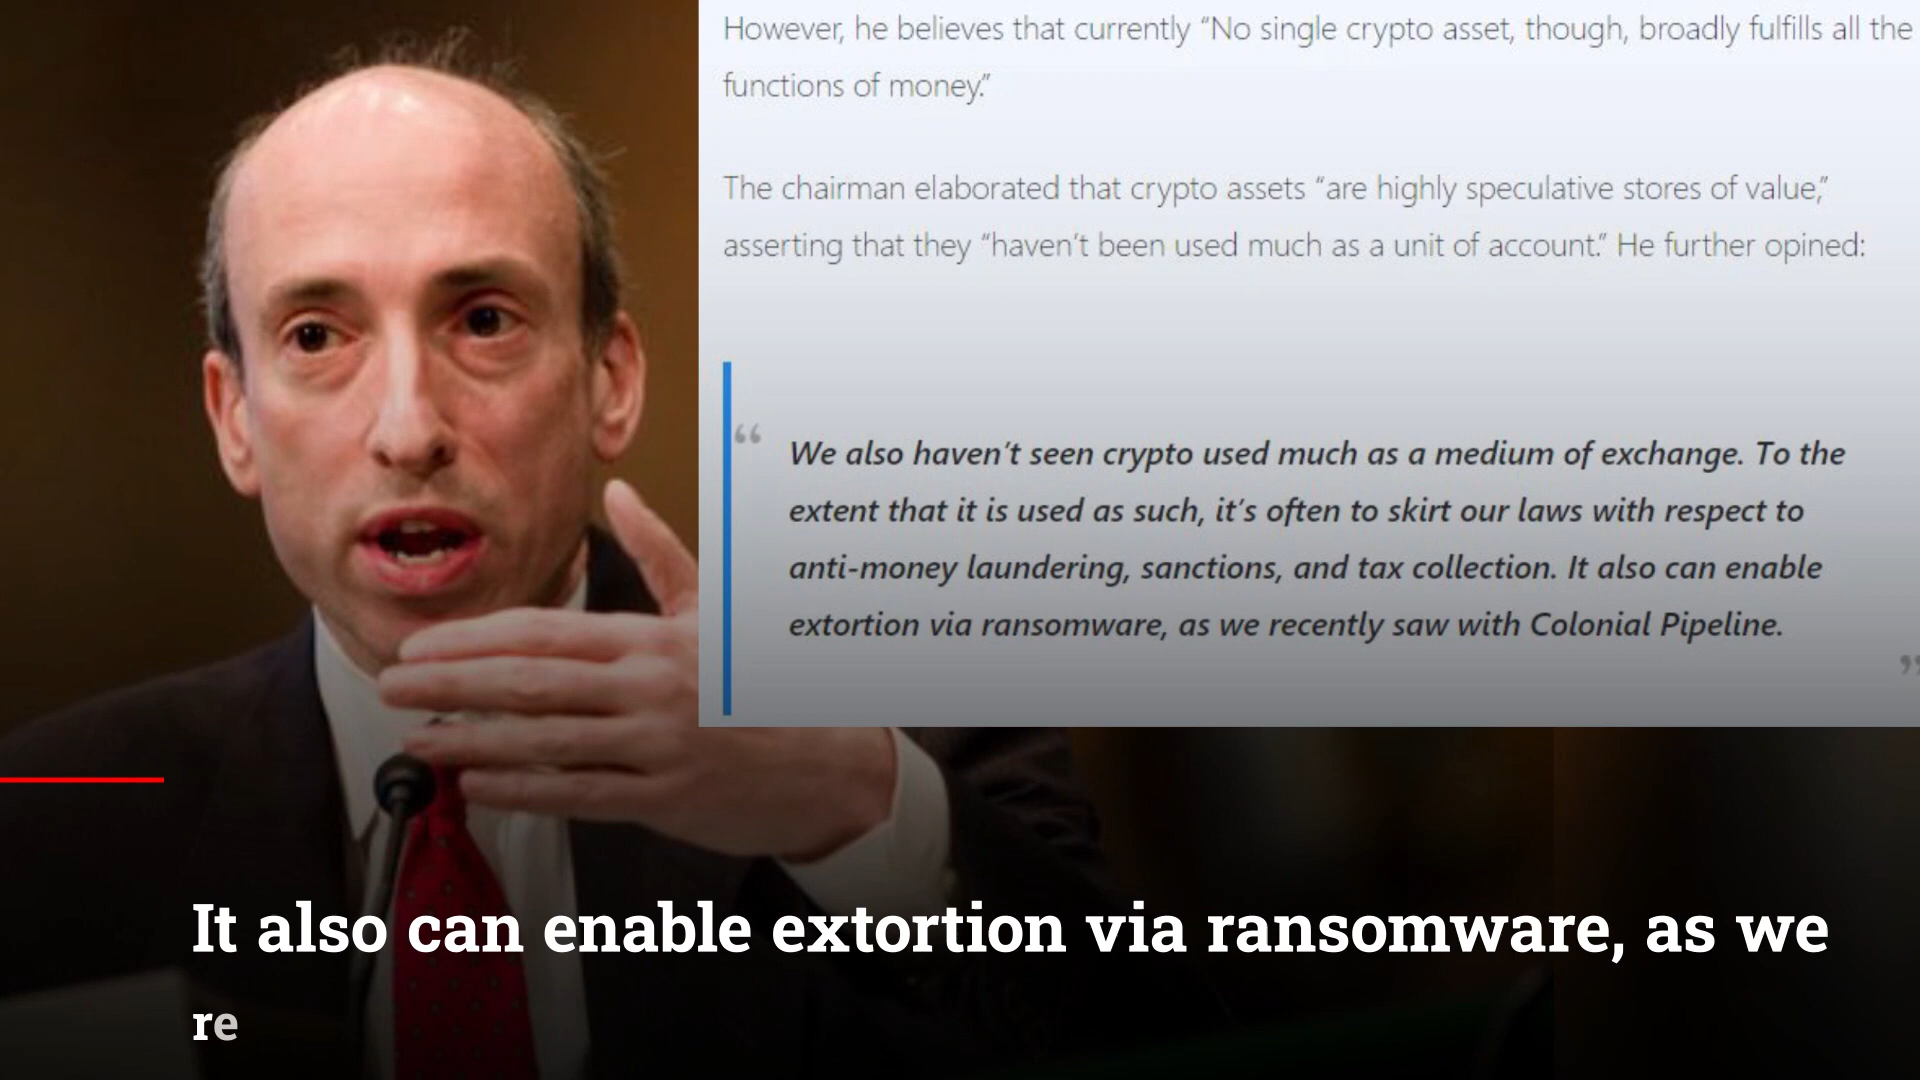 However, he believes that currently “No single crypto asset, though, broadly fulfills all the
functions of money.”
The chairman elaborated that crypto assets “are highly speculative stores of value,”
asserting that they “haven’t been used much as a unit of account.” He further opined:
“
We also haven’t seen crypto used much as a medium of exchange. To the
extent that it is used as such, it’s often to skirt our laws with respect to
anti-money laundering, sanctions, and tax collection. It also can enable
extortion via ransomware, as we recently saw with Colonial Pipeline.
”
It also can enable extortion via ransomware, as we
re